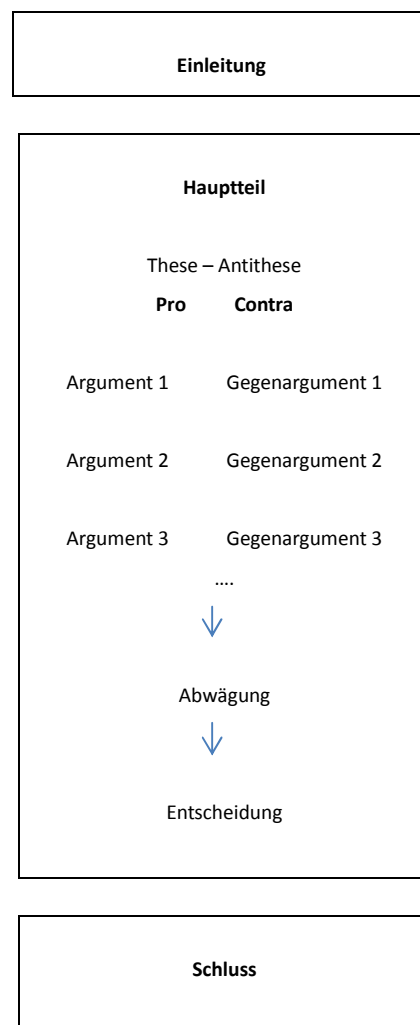 Einleitung
Hauptteil
These – Antithese
Pro Contra
Argument 1 Gegenargument 1
Argument 2 Gegenargument 2
Argument 3 Gegenargument 3
....
Abwägung
Entscheidung
Schluss